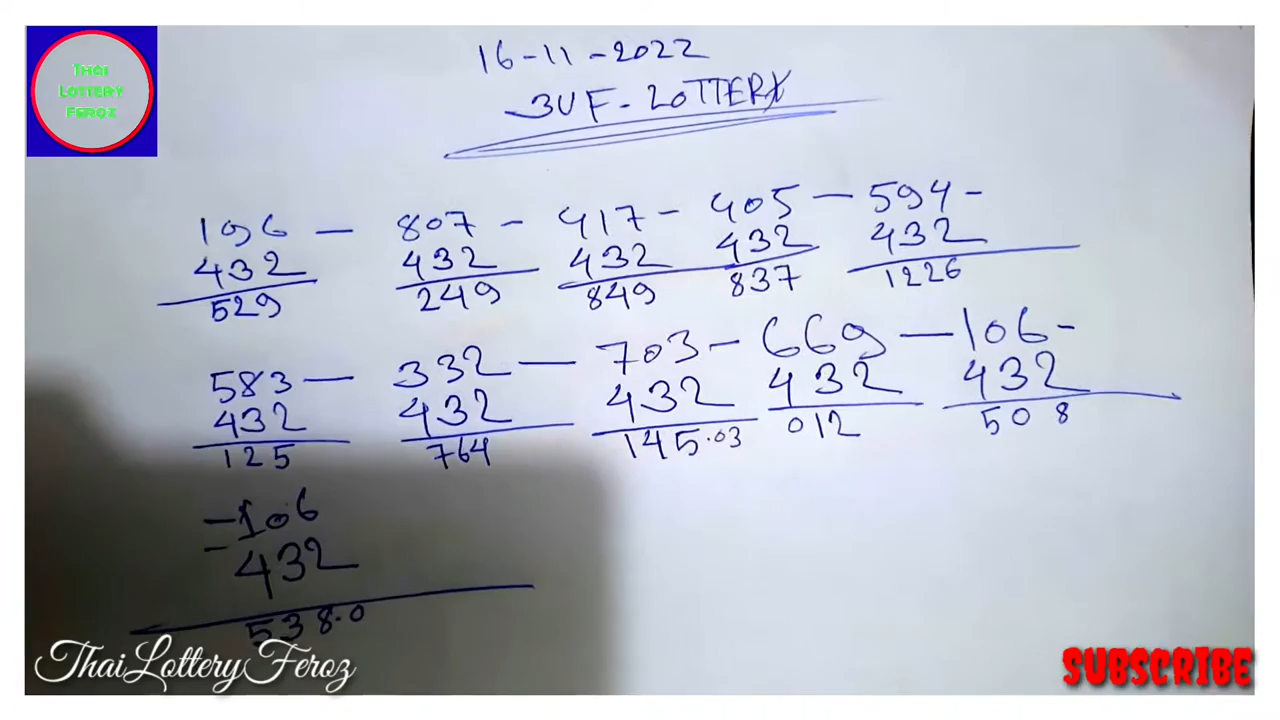 THAI
LOTTERY
FEROZ
16-11-2022
3UF-LOTTERY
196 — 807 - 417 - 405 — 594 -
432 432 432 432 432
529 249 849 837 1226
583 — 332 — 703 - 669 — 106 -
432 432 432 432 432
125 764 145.03 012 508
-106
- 432
538.0
ThaiLotteryFeroz
SUBSCRIBE